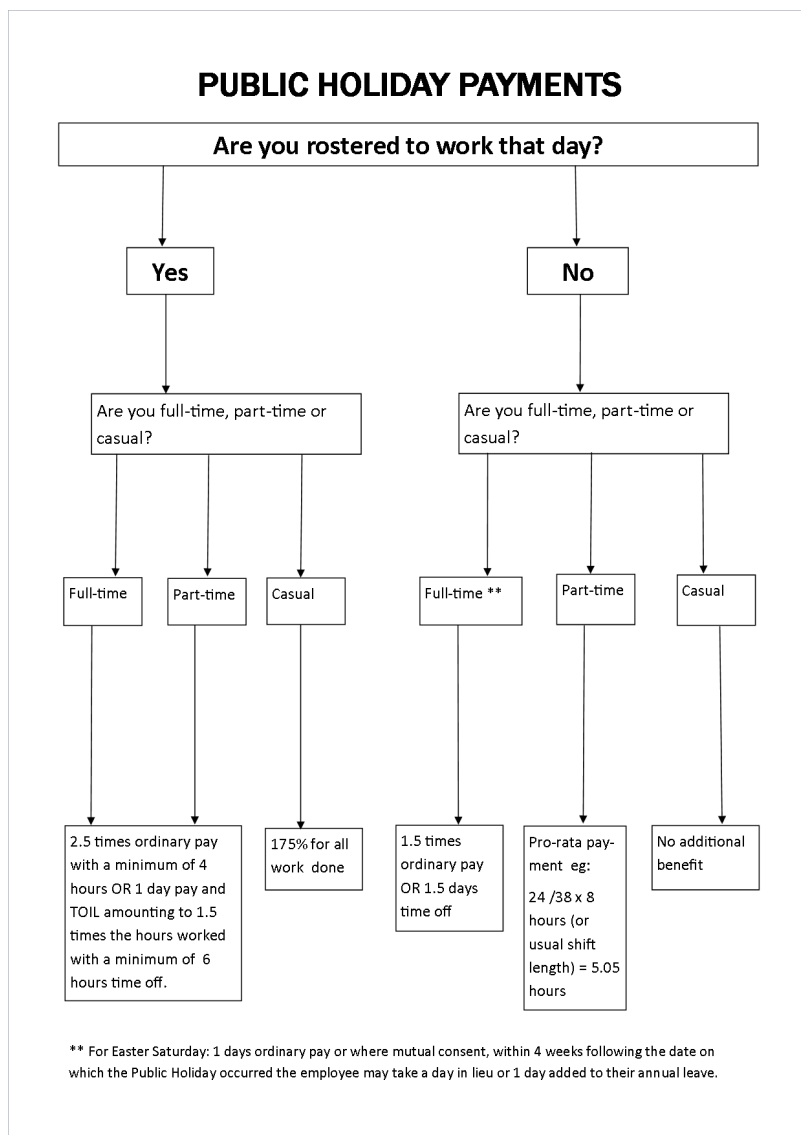 PUBLIC HOLIDAY PAYMENTS
Are you rostered to work that day?
Yes
No
Are you full-time, part-time or
casual?
Are you full-time, part-time or
casual?
Full-time
Part-time
Casual
Full-time **
Part-time
Casual
2.5 times ordinary pay
with a minimum of 4
hours OR 1 day pay and
TOIL amounting to 1.5
times the hours worked
with a minimum of 6
hours time off.
175% for all
work done
1.5 times
ordinary pay
OR 1.5 days
time off
Pro-rata pay-
ment eg:
24 /38 x 8
hours (or
usual shift
length) = 5.05
hours
No additional
benefit
** For Easter Saturday: 1 days ordinary pay or where mutual consent, within 4 weeks following the date on
which the Public Holiday occurred the employee may take a day in lieu or 1 day added to their annual leave.